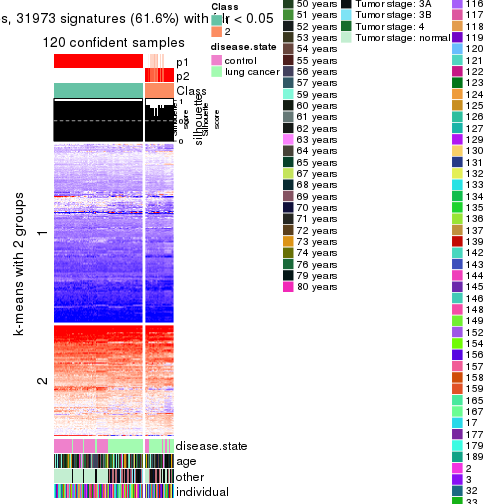 s, 31973 signatures (61.6%) with < 0.05
120 confident samples
p1
p2
Class
1
0
silhouette
score
k-means with 2 groups
1
2
disease.state
age
other
individual
Class
2
disease.state
control
lung cancer
50 years
51 years
52 years
53 years
54 years
55 years
56 years
57 years
59 years
60 years
61 years
62 years
63 years
64 years
65 years
67 years
68 years
69 years
70 years
71 years
72 years
73 years
74 years
76 years
79 years
80 years
Tumor stage: 3A
Tumor stage: 3B
Tumor stage: 4
Tumor stage: normal
116
117
118
119
120
121
122
123
124
125
126
127
129
130
131
132
133
134
135
136
137
139
142
143
144
145
146
148
149
152
154
156
157
158
159
165
167
17
177
179
189
2
3
32
33